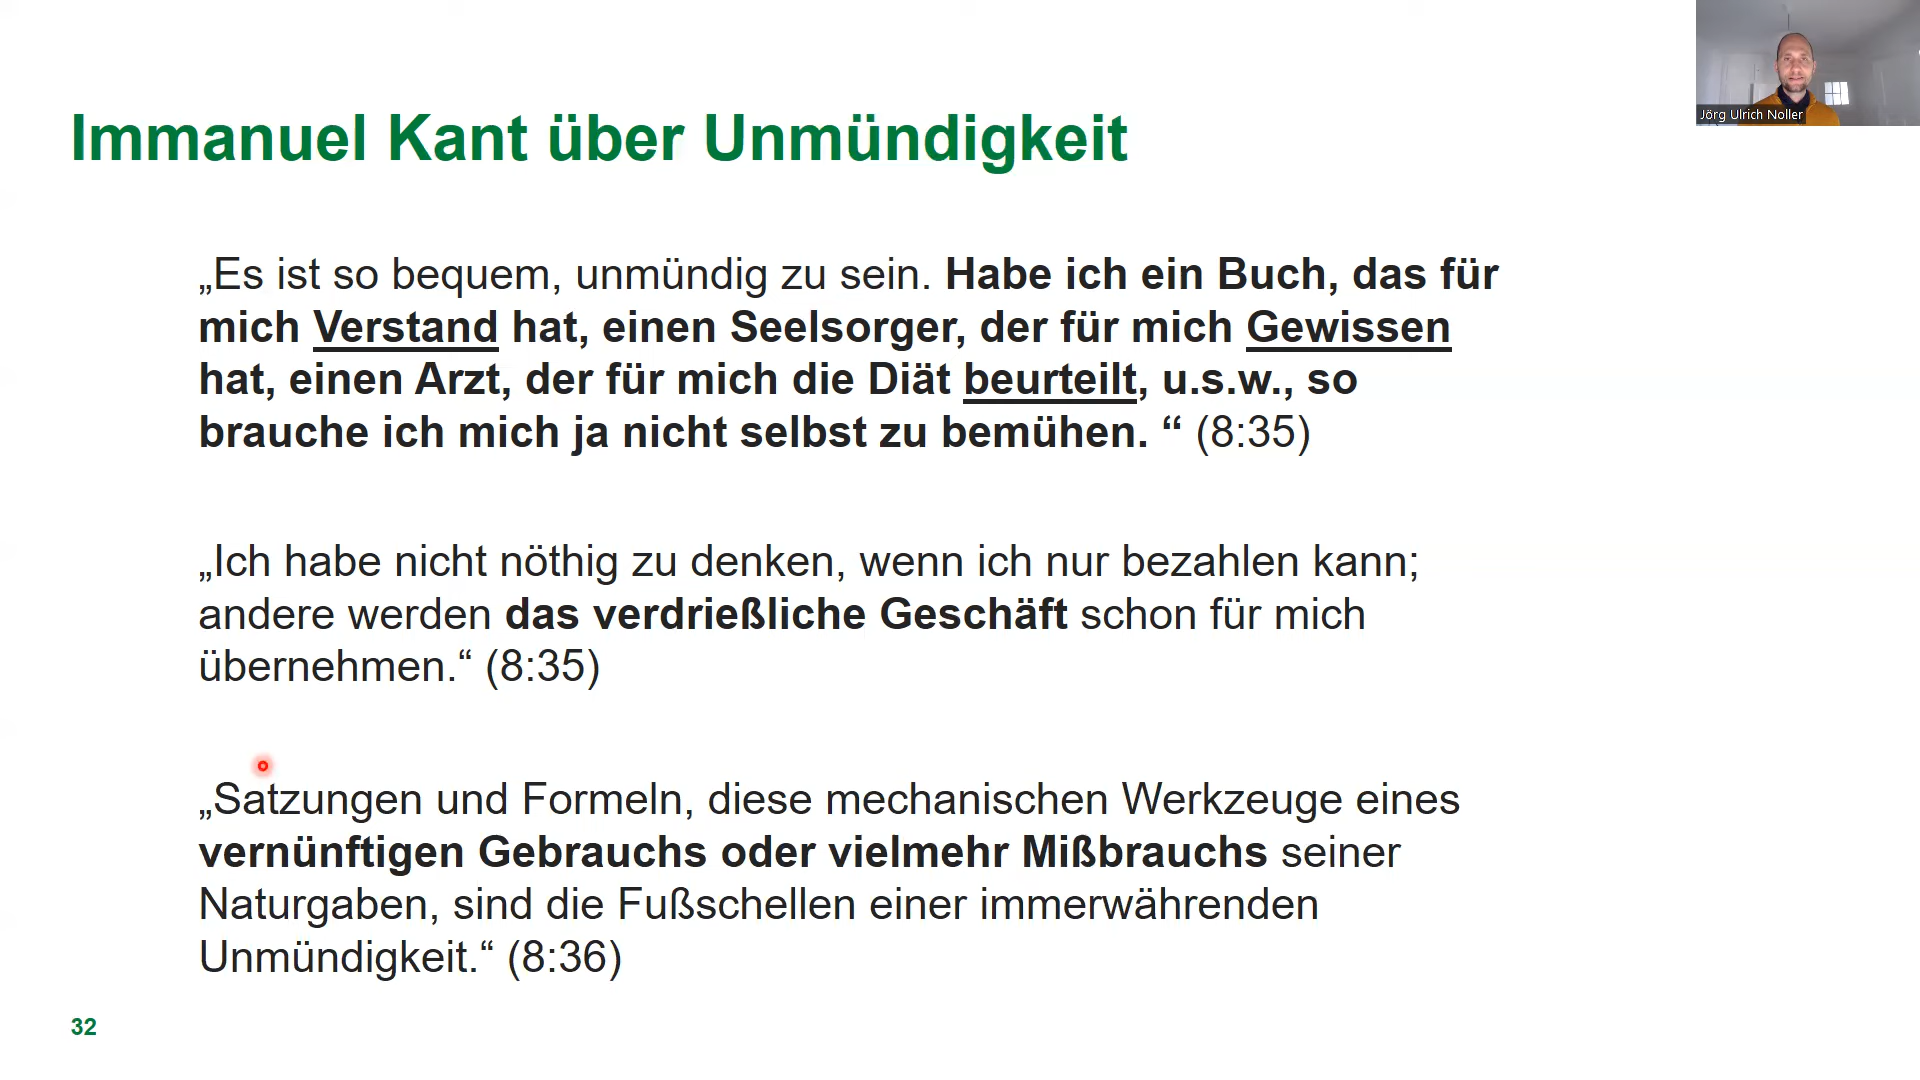 Jörg Ulrich Noller
Immanuel Kant über Unmündigkeit
„Es ist so bequem, unmündig zu sein. Habe ich ein Buch, das für
mich Verstand hat, einen Seelsorger, der für mich Gewissen
hat, einen Arzt, der für mich die Diät beurteilt, u.s.w., so
brauche ich mich ja nicht selbst zu bemühen. “ (8:35)
„Ich habe nicht nöthig zu denken, wenn ich nur bezahlen kann;
andere werden das verdrießliche Geschäft schon für mich
übernehmen.“ (8:35)
„Satzungen und Formeln, diese mechanischen Werkzeuge eines
vernünftigen Gebrauchs oder vielmehr Mißbrauchs seiner
Naturgaben, sind die Fußschellen einer immerwährenden
Unmündigkeit.“ (8:36)
32